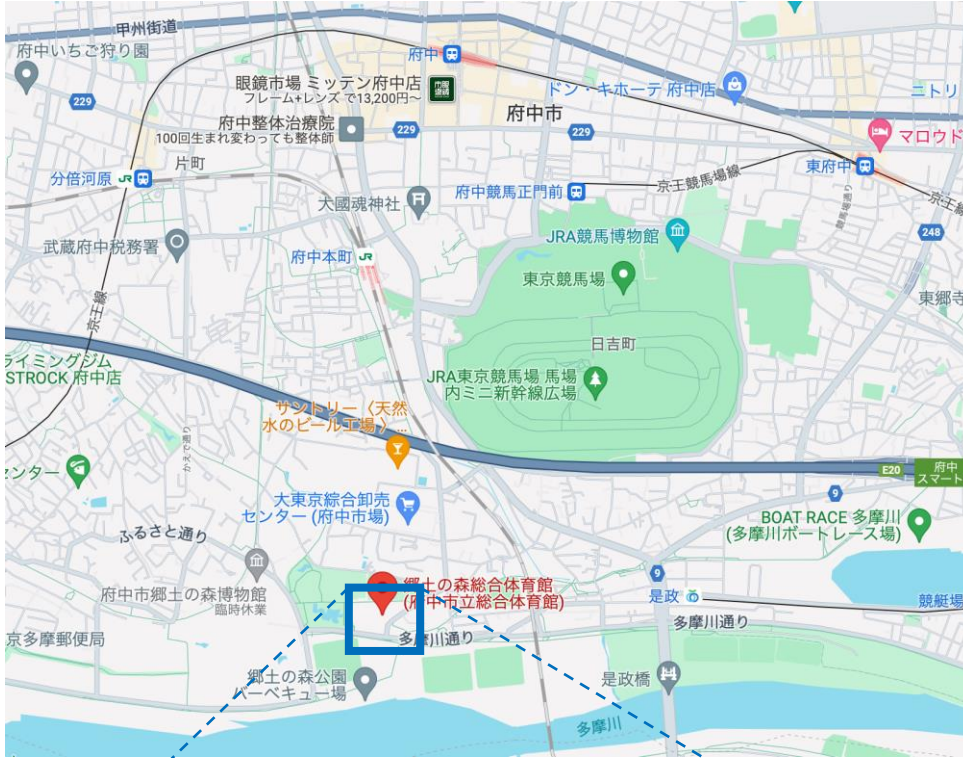 甲州街道
府中いちご狩り園
府中
眼鏡市場 ミッテン府中店
フレーム+レンズ で13,200円~
ドン・キホーテ 府中店
ニトリ
229
府中市
府中整体治療院
100回生まれ変わっても整体師
229
229
マロウド
片町
分倍河原
JR
東府中
京王競馬場線
府中競馬正門前
大國魂神社
競馬場通り
京王線
248
武蔵府中税務署
JRA競馬博物館
府中本町
JR
東京競馬場
東郷寺
京王線
日吉町
ライミングジム
STROCK 府中店
JRA東京競馬場 馬場
内ミニ新幹線広場
サントリー〈天然
水のビール工場〉...
かえで通り
センター
E20
府中
スマート
大東京綜合卸売
センター (府中市場)
9
BOAT RACE 多摩川
(多摩川ボートレース場)
ふるさと通り
府中市郷土の森博物館
臨時休業
郷土の森総合体育館
(府中市立総合体育館)
9
是政
競艇場
京多摩郵便局
多摩川通り
多摩川通り
郷土の森公園
バーベキュー場
是政橋
多摩川